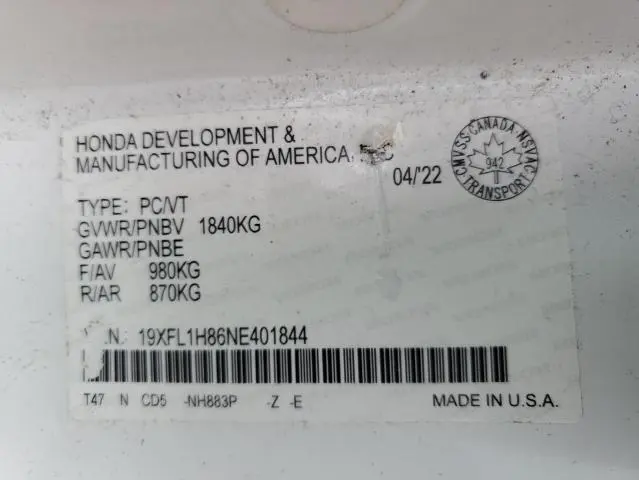 HONDA DEVELOPMENT &
MANUFACTURING OF AMERICA,
04/'22
CMVSS CANADA NSVAC
942
TRANSPORT
TYPE: PC/VT
GVWR/PNBV 1840KG
GAWR/PNBE
F/AV 980KG
R/AR 870KG
19XFL1H86NE401844
T47 N CD5 -NH883P -Z -E
MADE IN U.S.A.